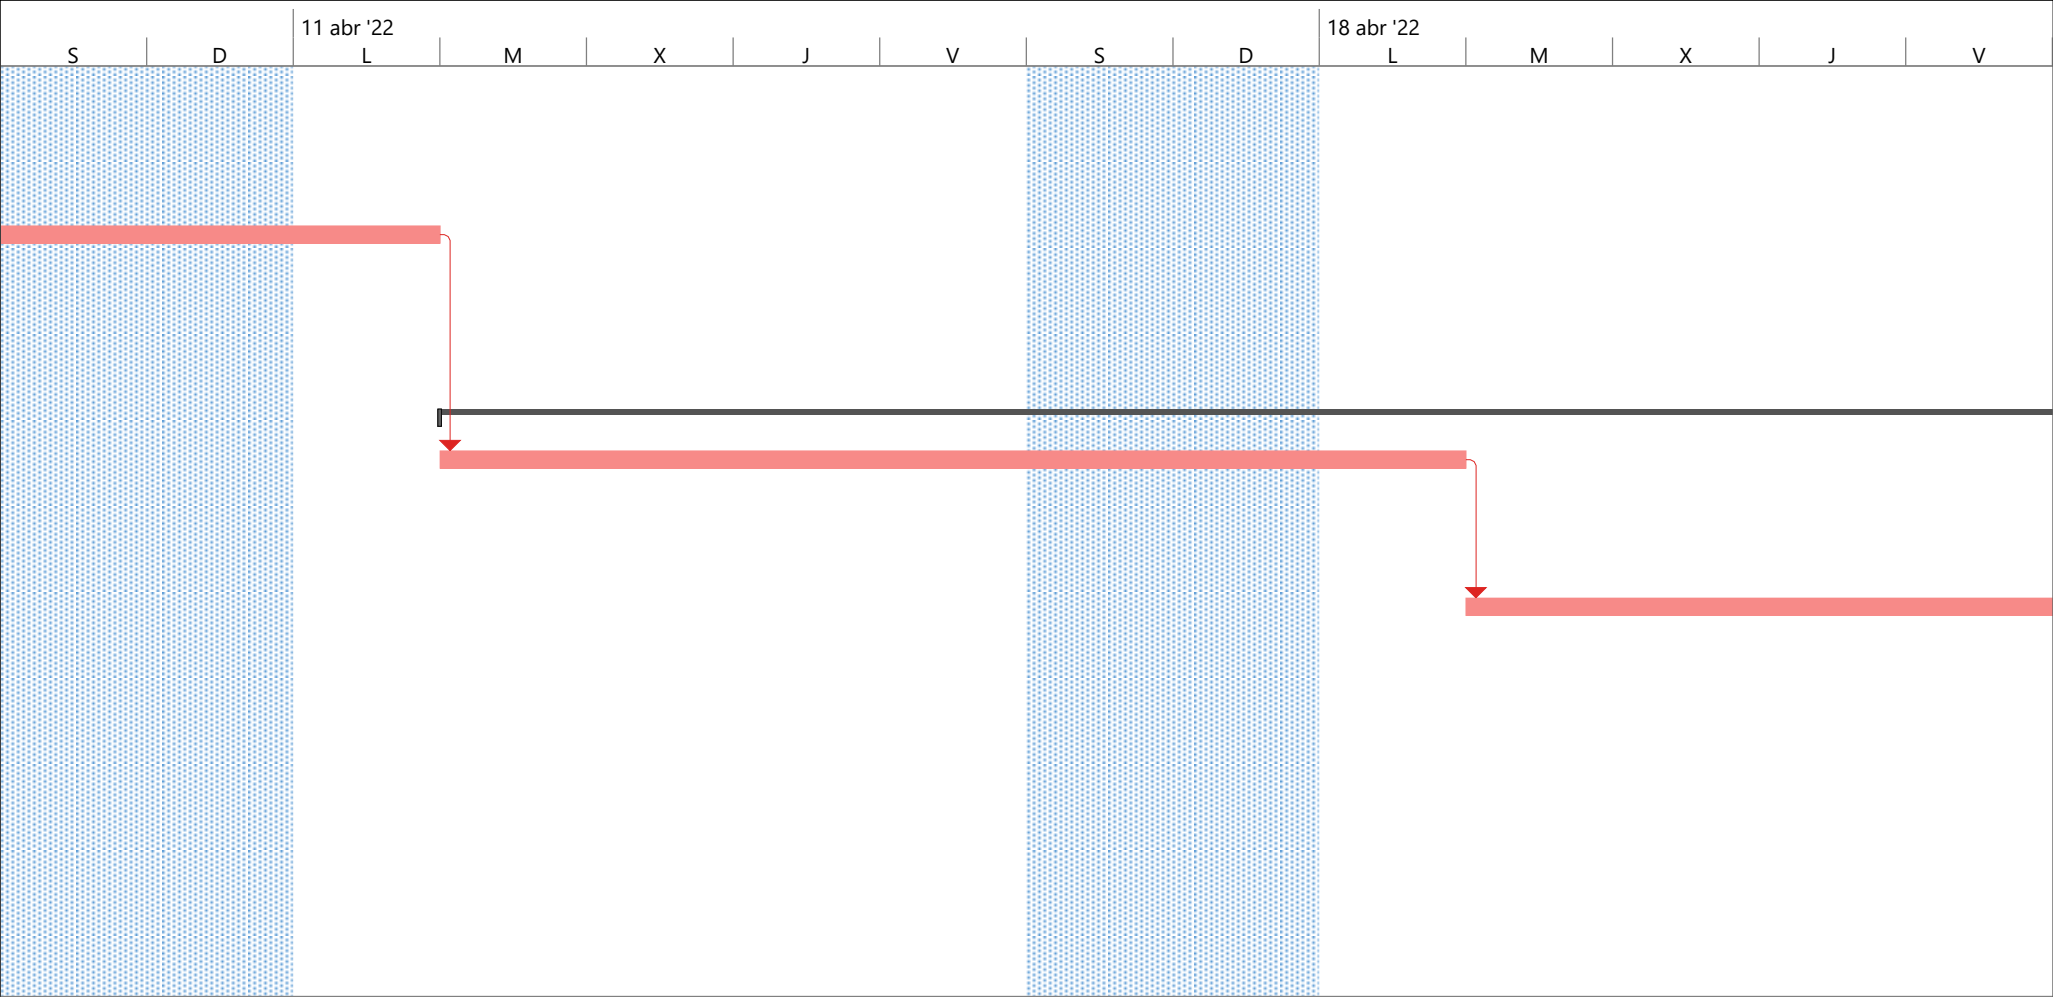 11 abr '22 18 abr '22
S D L M X J V S D L M X J V